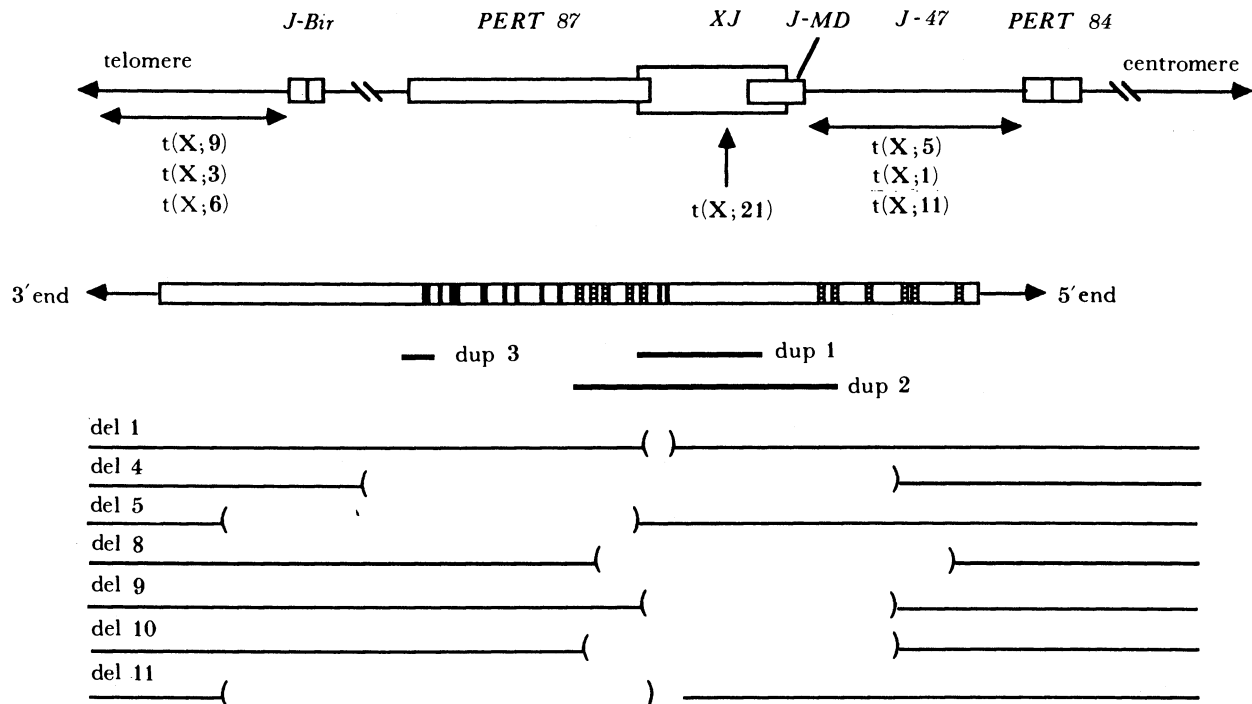 J-Bir PERT 87 XJ J-MD J-47 PERT 84
telomere centromere
t(X;9) t(X;5)
t(X;3) t(X;1)
t(X;6) t(X;21) t(X;11)
3′end 5′end
dup 3 dup 1
dup 2
del 1
del 4
del 5
del 8
del 9
del 10
del 11